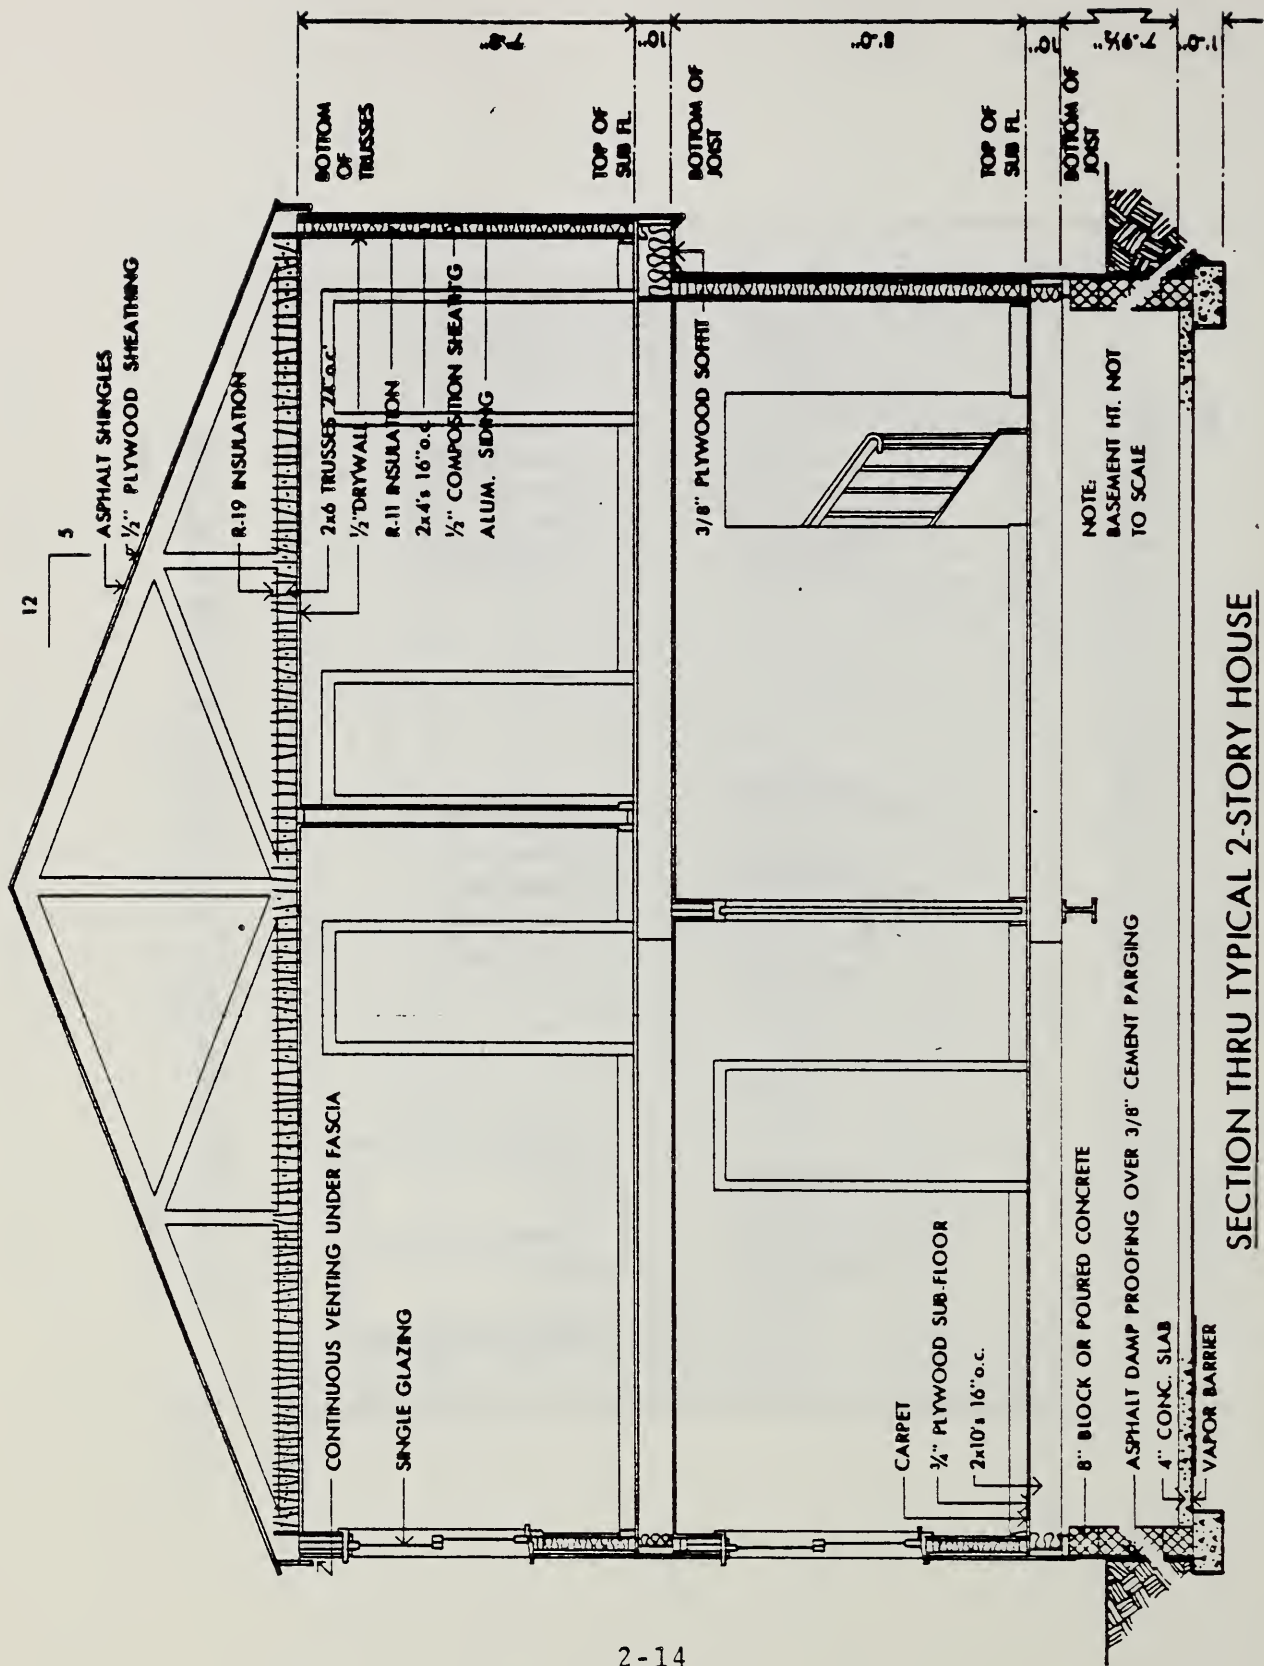 12
5
ASPHALT SHINGLES
1/2" PLYWOOD SHEATHING
R-19 INSULATION
2x6 TRUSSES 24"o.c.
1/2" DRYWALL
R-11 INSULATION
2x4's 16"o.c.
1/2" COMPOSITION SHEAT'G
ALUM. SIDING
BOTTOM
OF
TRUSSES
TOP OF
SUB FL.
BOTTOM OF
JOIST
TOP OF
SUB FL.
BOTTOM OF
JOIST
10"
8'-0"
10"
7'-9½"
1'-0"
CONTINUOUS VENTING UNDER FASCIA
SINGLE GLAZING
3/8" PLYWOOD SOFFIT
CARPET
3/4" PLYWOOD SUB-FLOOR
2x10's 16"o.c.
8" BLOCK OR POURED CONCRETE
ASPHALT DAMP PROOFING OVER 3/8" CEMENT PARGING
4" CONC. SLAB
VAPOR BARRIER
NOTE:
BASEMENT HT. NOT
TO SCALE
SECTION THRU TYPICAL 2-STORY HOUSE
2-14